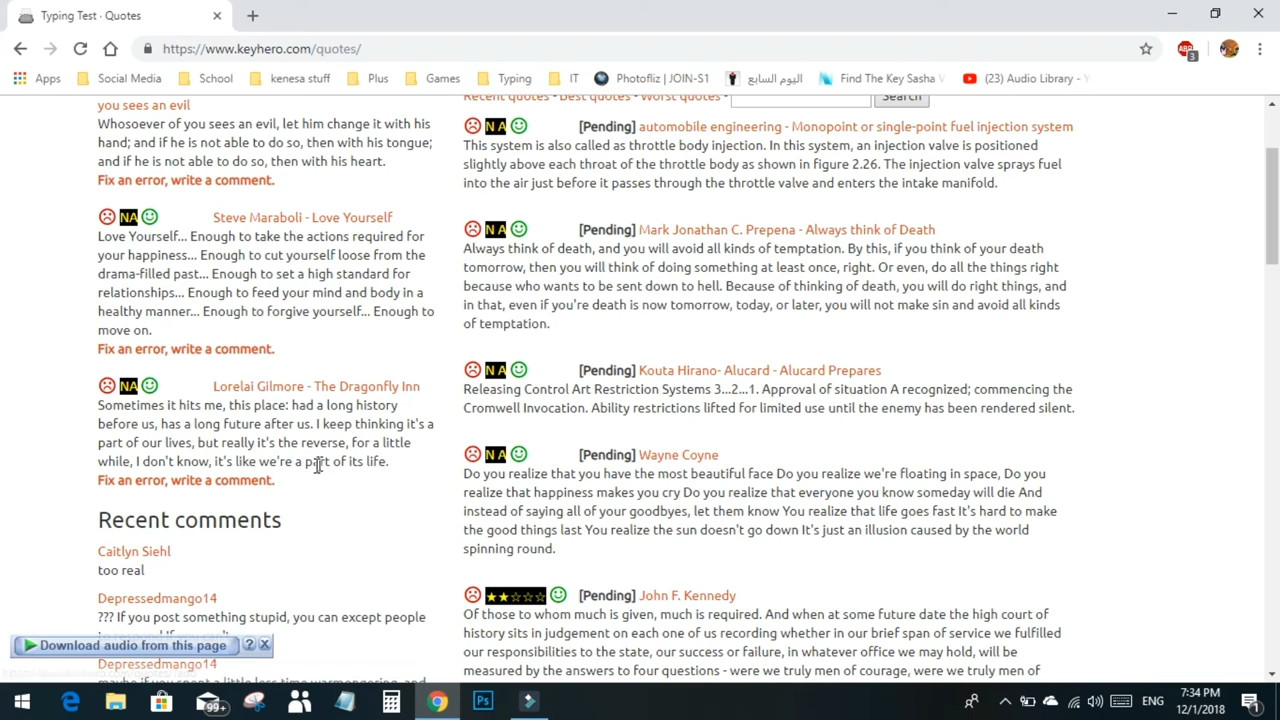 Typing Test · Quotes
https://www.keyhero.com/quotes/
ABP
3
Apps
Social Media
School
kenesa stuff
Plus
Games
Typing
IT
Photofliz | JOIN-S1
اليوم السابع
Find The Key Sasha V
(23) Audio Library -
you sees an evil
Whosoever of you sees an evil, let him change it with his
hand; and if he is not able to do so, then with his tongue;
and if he is not able to do so, then with his heart.
Fix an error, write a comment.
NA
Steve Maraboli - Love Yourself
Love Yourself... Enough to take the actions required for
your happiness... Enough to cut yourself loose from the
drama-filled past... Enough to set a high standard for
relationships... Enough to feed your mind and body in a
healthy manner... Enough to forgive yourself... Enough to
move on.
Fix an error, write a comment.
NA
Lorelai Gilmore - The Dragonfly Inn
Sometimes it hits me, this place: had a long history
before us, has a long future after us. I keep thinking it's a
part of our lives, but really it's the reverse, for a little
while, I don't know, it's like we're a part of its life.
Fix an error, write a comment.
Recent comments
Caitlyn Siehl
too real
Depressedmango14
??? If you post something stupid, you can except people
Download audio from this page
?
Depressedmango14
maybe if you spent a little less time warmongering, and
Recent quotes - Best quotes - Worst quotes -
Search
N A
[Pending] automobile engineering - Monopoint or single-point fuel injection system
This system is also called as throttle body injection. In this system, an injection valve is positioned
slightly above each throat of the throttle body as shown in figure 2.26. The injection valve sprays fuel
into the air just before it passes through the throttle valve and enters the intake manifold.
N A
[Pending] Mark Jonathan C. Prepena - Always think of Death
Always think of death, and you will avoid all kinds of temptation. By this, if you think of your death
tomorrow, then you will think of doing something at least once, right. Or even, do all the things right
because who wants to be sent down to hell. Because of thinking of death, you will do right things, and
in that, even if you're death is now tomorrow, today, or later, you will not make sin and avoid all kinds
of temptation.
N A
[Pending] Kouta Hirano- Alucard - Alucard Prepares
Releasing Control Art Restriction Systems 3...2...1. Approval of situation A recognized; commencing the
Cromwell Invocation. Ability restrictions lifted for limited use until the enemy has been rendered silent.
N A
[Pending] Wayne Coyne
Do you realize that you have the most beautiful face Do you realize we're floating in space, Do you
realize that happiness makes you cry Do you realize that everyone you know someday will die And
instead of saying all of your goodbyes, let them know You realize that life goes fast It's hard to make
the good things last You realize the sun doesn't go down It's just an illusion caused by the world
spinning round.
[Pending] John F. Kennedy
Of those to whom much is given, much is required. And when at some future date the high court of
history sits in judgement on each one of us recording whether in our brief span of service we fulfilled
our responsibilities to the state, our success or failure, in whatever office we may hold, will be
measured by the answers to four questions - were we truly men of courage, were we truly men of
99+
Ps
ENG
7:34 PM
12/1/2018
1